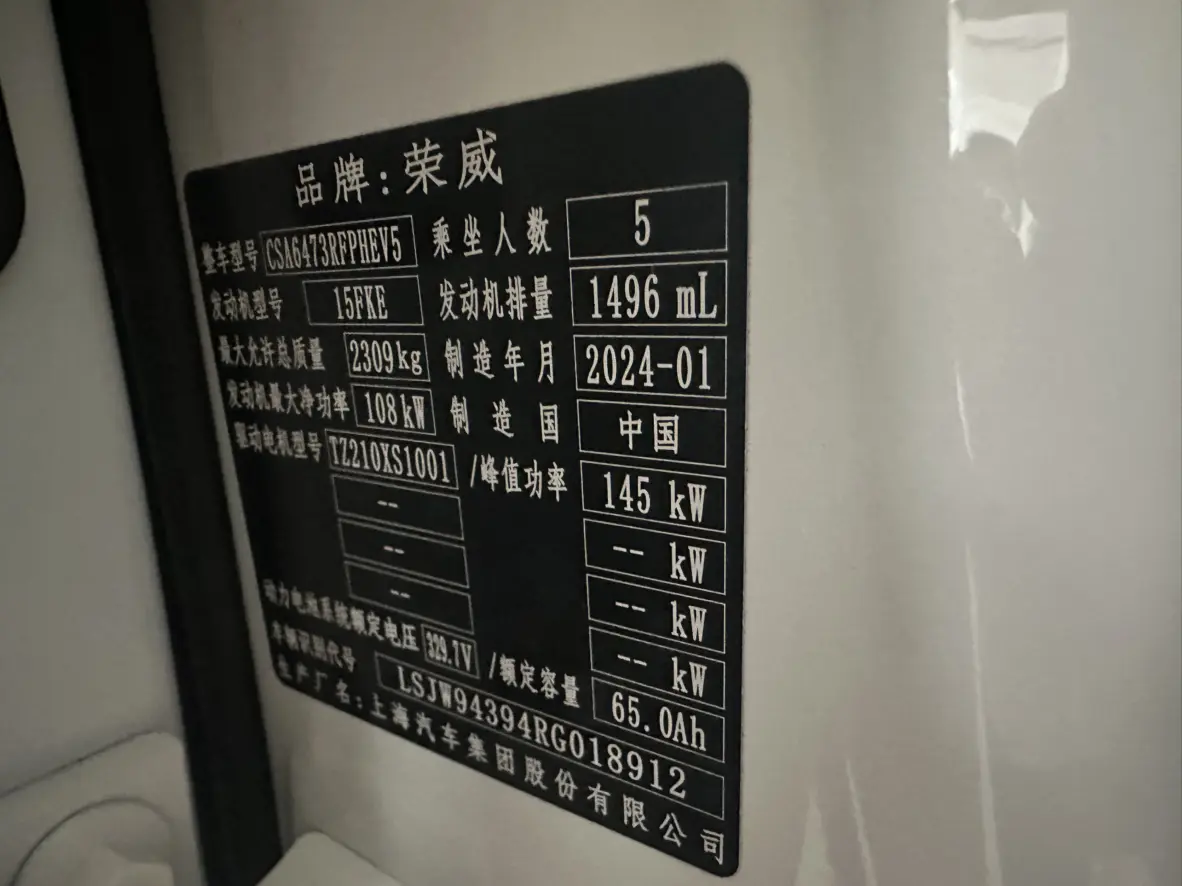 品牌:荣威
整车型号 CSA6473RFPHEV5 乘坐人数 5
发动机型号 15FKE 发动机排量 1496 mL
最大允许总质量 2309kg 制造年月 2024-01
发动机最大净功率 108kW 制造国 中国
驱动电机型号 TZ210XS1001 /峰值功率 145 kW
-- -- kW
-- -- kW
-- -- kW
动力电池系统额定电压 329.7V /额定容量 65.0Ah
车辆识别代号 LSJW94394RG018912
生产厂名:上海汽车集团股份有限公司